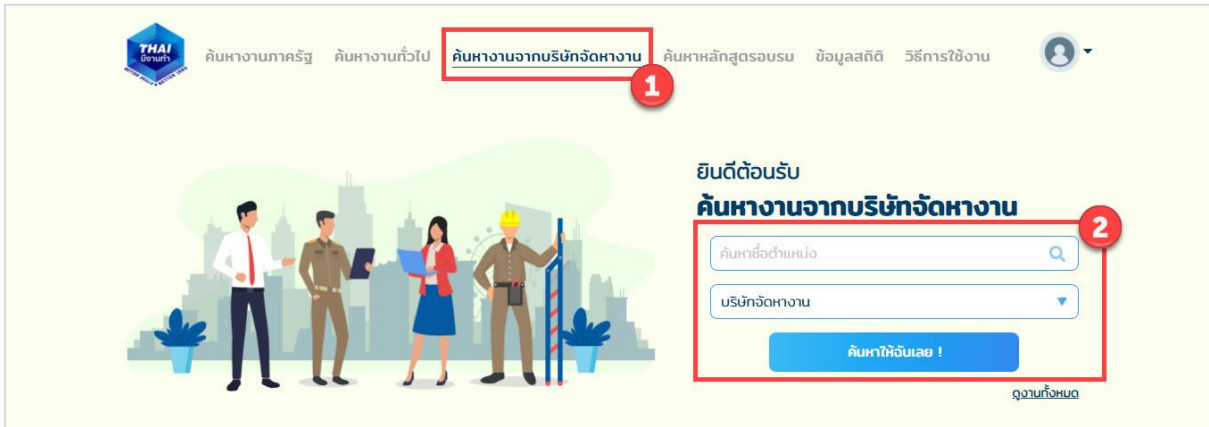 THAI
มีงานทำ
ค้นหางานภาครัฐ ค้นหางานทั่วไป ค้นหางานจากบริษัทจัดหางาน ค้นหาหลักสูตรอบรม ข้อมูลสถิติ วิธีการใช้งาน
1
ยินดีต้อนรับ
ค้นหางานจากบริษัทจัดหางาน
2
ค้นหาชื่อตำแหน่ง
บริษัทจัดหางาน
ค้นหาให้ฉันเลย !
ดูงานทั้งหมด